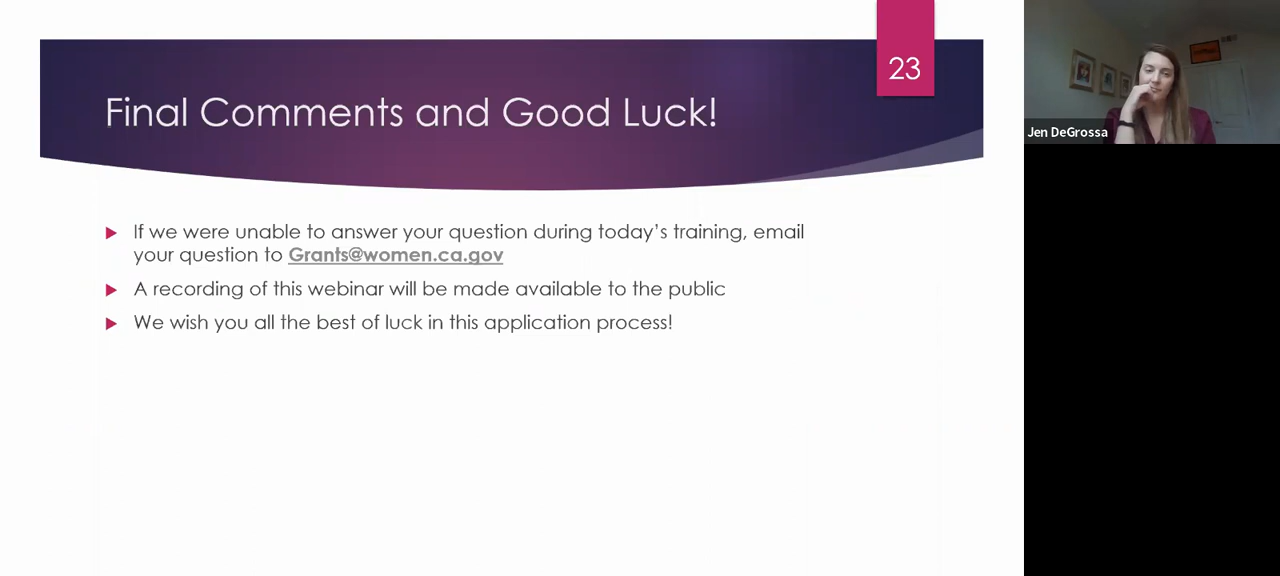 23
Final Comments and Good Luck!
If we were unable to answer your question during today’s training, email
your question to Grants@women.ca.gov
A recording of this webinar will be made available to the public
We wish you all the best of luck in this application process!
Jen DeGrossa